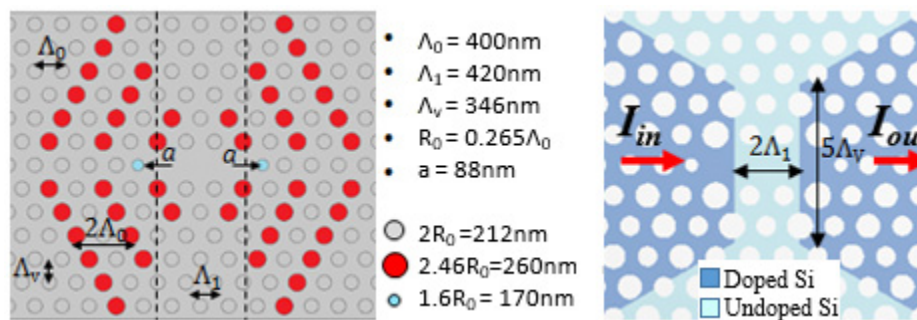 Λ0
a
a
2Λ0
Λv
Λ1
• Λ0 = 400nm
• Λ1 = 420nm
• Λv = 346nm
• R0 = 0.265Λ0
• a = 88nm
2R0=212nm
2.46R0=260nm
1.6R0 = 170nm
Iin
Iou
2Λ1
5Λv
Doped Si
Undoped Si